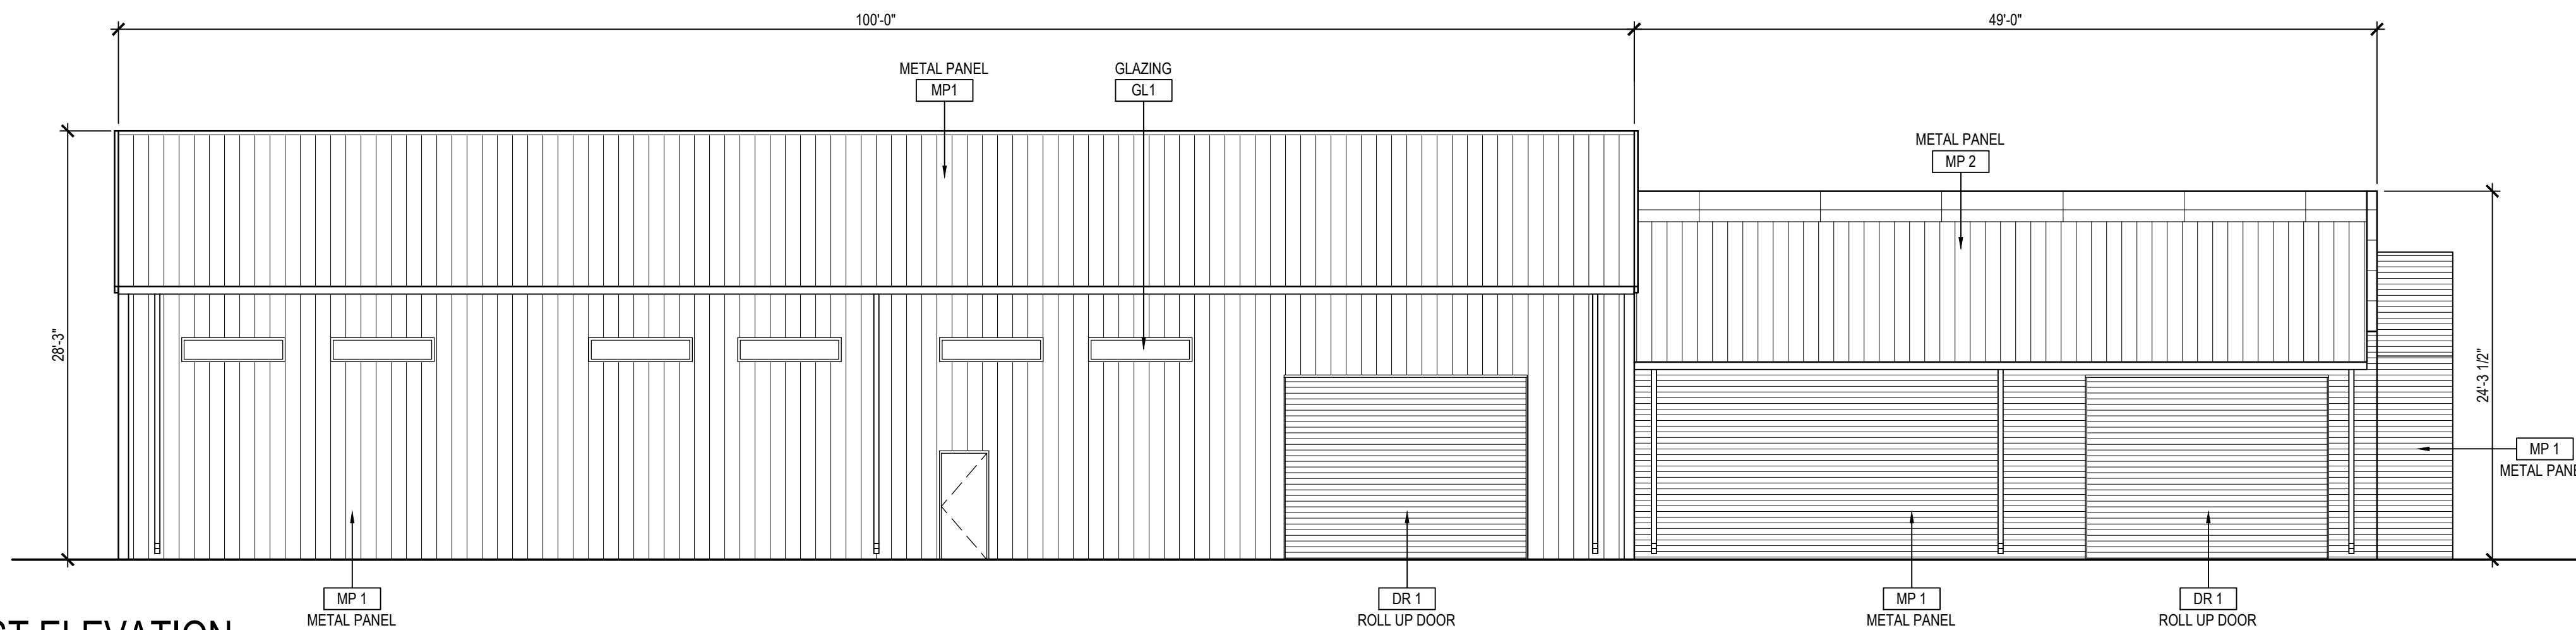 100'-0"
49'-0"
METAL PANEL
MP1
GLAZING
GL1
METAL PANEL
MP 2
28'-3"
24'-3 1/2"
MP 1
METAL
MP 1
METAL PANEL
DR 1
ROLL UP DOOR
MP 1
METAL PANEL
DR 1
ROLL UP DOOR
ELEVATION